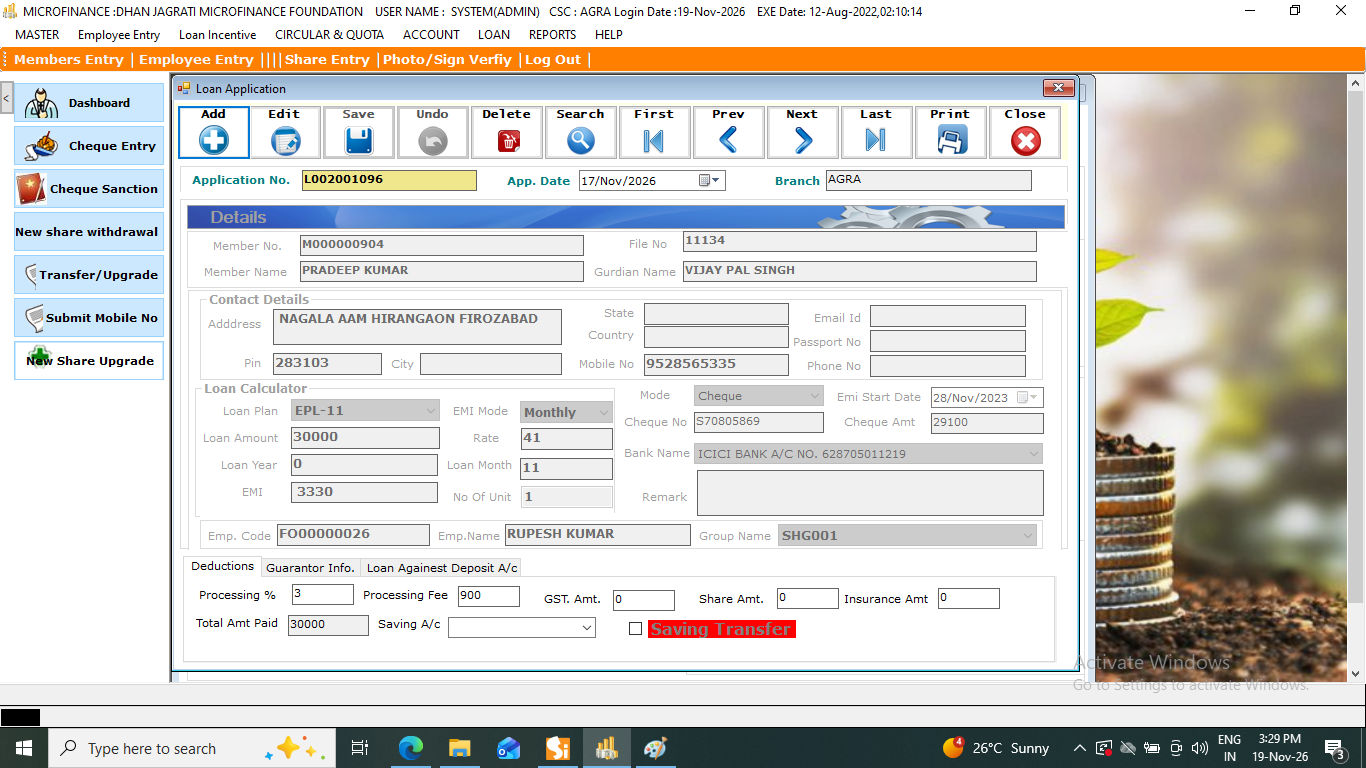 MICROFINANCE :DHAN JAGRATI MICROFINANCE FOUNDATION USER NAME : SYSTEM(ADMIN) CSC : AGRA Login Date :19-Nov-2026 EXE Date: 12-Aug-2022,02:10:14
MASTER Employee Entry Loan Incentive CIRCULAR & QUOTA ACCOUNT LOAN REPORTS HELP
Members Entry | Employee Entry |||| Share Entry |Photo/Sign Verfiy |Log Out |
<
Dashboard
Cheque Entry
Cheque Sanction
New share withdrawal
Transfer/Upgrade
Submit Mobile No
New Share Upgrade
Loan Application
Add Edit Save Undo Delete Search First Prev Next Last Print Close
Application No. L002001096 App. Date 17/Nov/2026 Branch AGRA
Details
Member No. M000000904 File No 11134
Member Name PRADEEP KUMAR Gurdian Name VIJAY PAL SINGH
Contact Details
Adddress NAGALA AAM HIRANGAON FIROZABAD
State
Country
Email Id
Passport No
Pin 283103 City Mobile No 9528565335 Phone No
Loan Calculator
Loan Plan EPL-11 EMI Mode Monthly
Loan Amount 30000 Rate 41
Loan Year 0 Loan Month 11
EMI 3330 No Of Unit 1
Mode Cheque Emi Start Date 28/Nov/2023
Cheque No S70805869 Cheque Amt 29100
Bank Name ICICI BANK A/C NO. 628705011219
Remark
Emp. Code FO00000026 Emp.Name RUPESH KUMAR Group Name SHG001
Deductions Guarantor Info. Loan Againest Deposit A/c
Processing % 3 Processing Fee 900 GST. Amt. 0 Share Amt. 0 Insurance Amt 0
Total Amt Paid 30000 Saving A/c Saving Transfer
Activate Windows
Go to Settings to activate Windows.
Type here to search
4
26°C Sunny
ENG
IN
3:29 PM
19-Nov-26
3